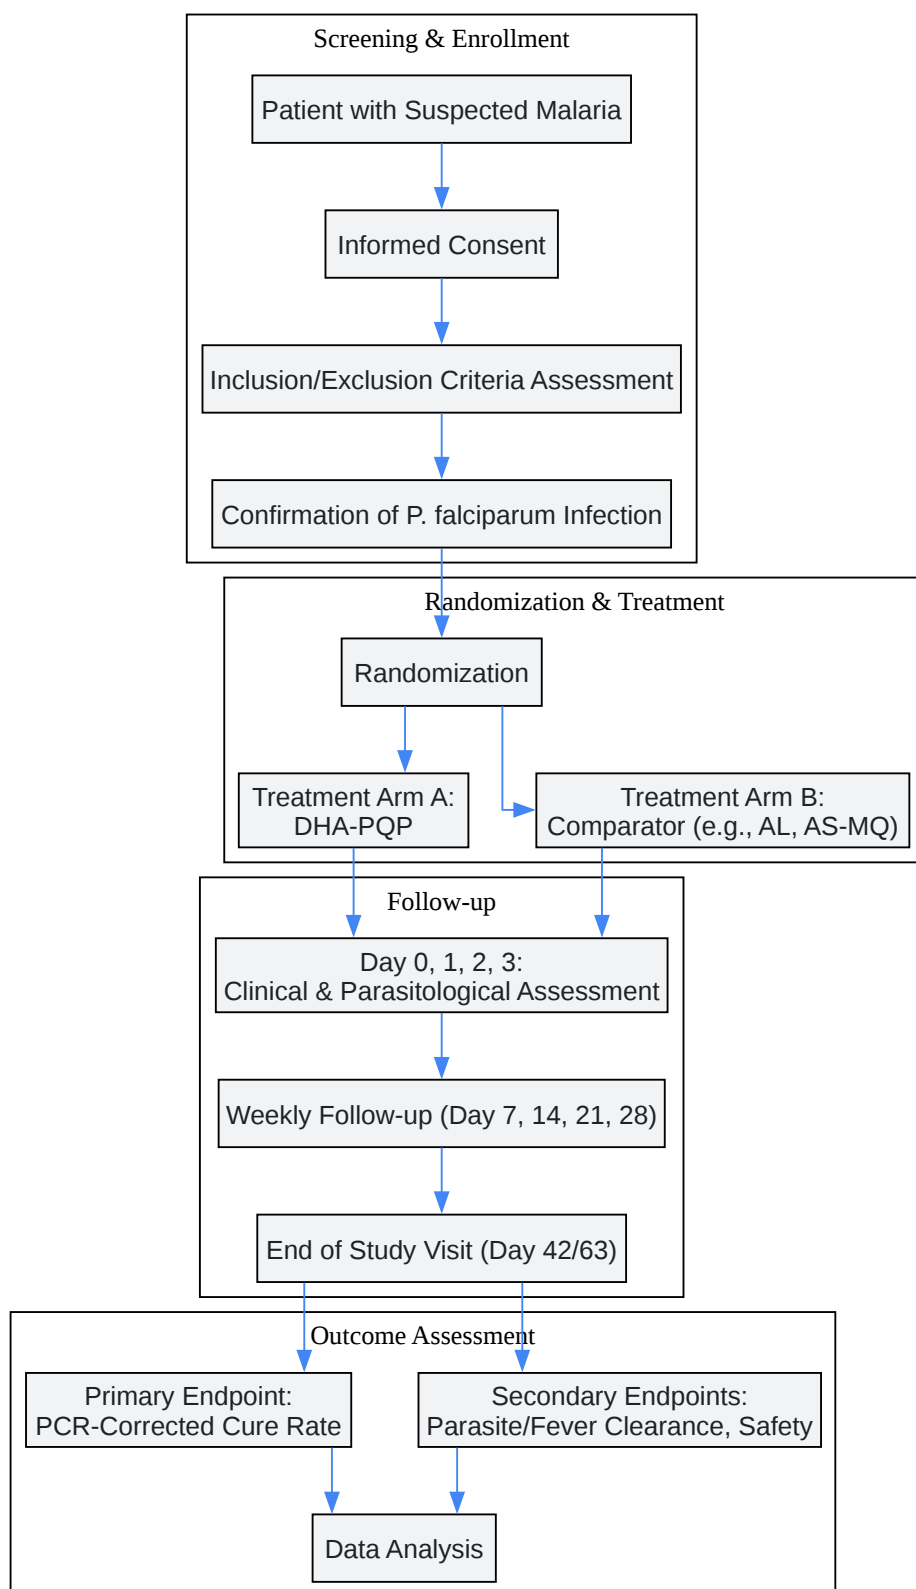 Screening & Enrollment
Patient with Suspected Malaria
Informed Consent
Inclusion/Exclusion Criteria Assessment
Confirmation of P. falciparum Infection
Randomization & Treatment
Randomization
Treatment Arm A:
DHA-PQP
Treatment Arm B:
Comparator (e.g., AL, AS-MQ)
Follow-up
Day 0, 1, 2, 3:
Clinical & Parasitological Assessment
Weekly Follow-up (Day 7, 14, 21, 28)
End of Study Visit (Day 42/63)
Outcome Assessment
Primary Endpoint:
PCR-Corrected Cure Rate
Secondary Endpoints:
Parasite/Fever Clearance, Safety
Data Analysis